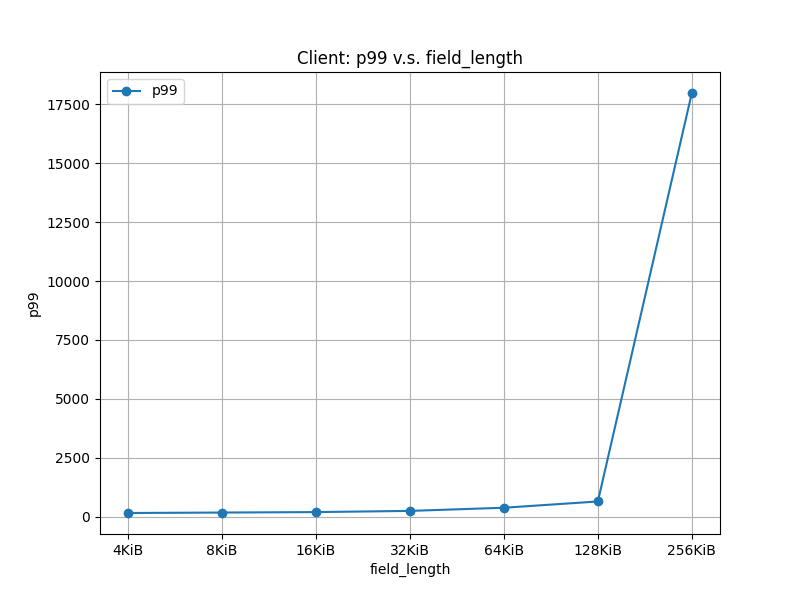 Client: p99 v.s. field_length
p99
17500
15000
12500
10000
7500
5000
2500
0
p99
4KiB 8KiB 16KiB 32KiB 64KiB 128KiB 256KiB
field_length